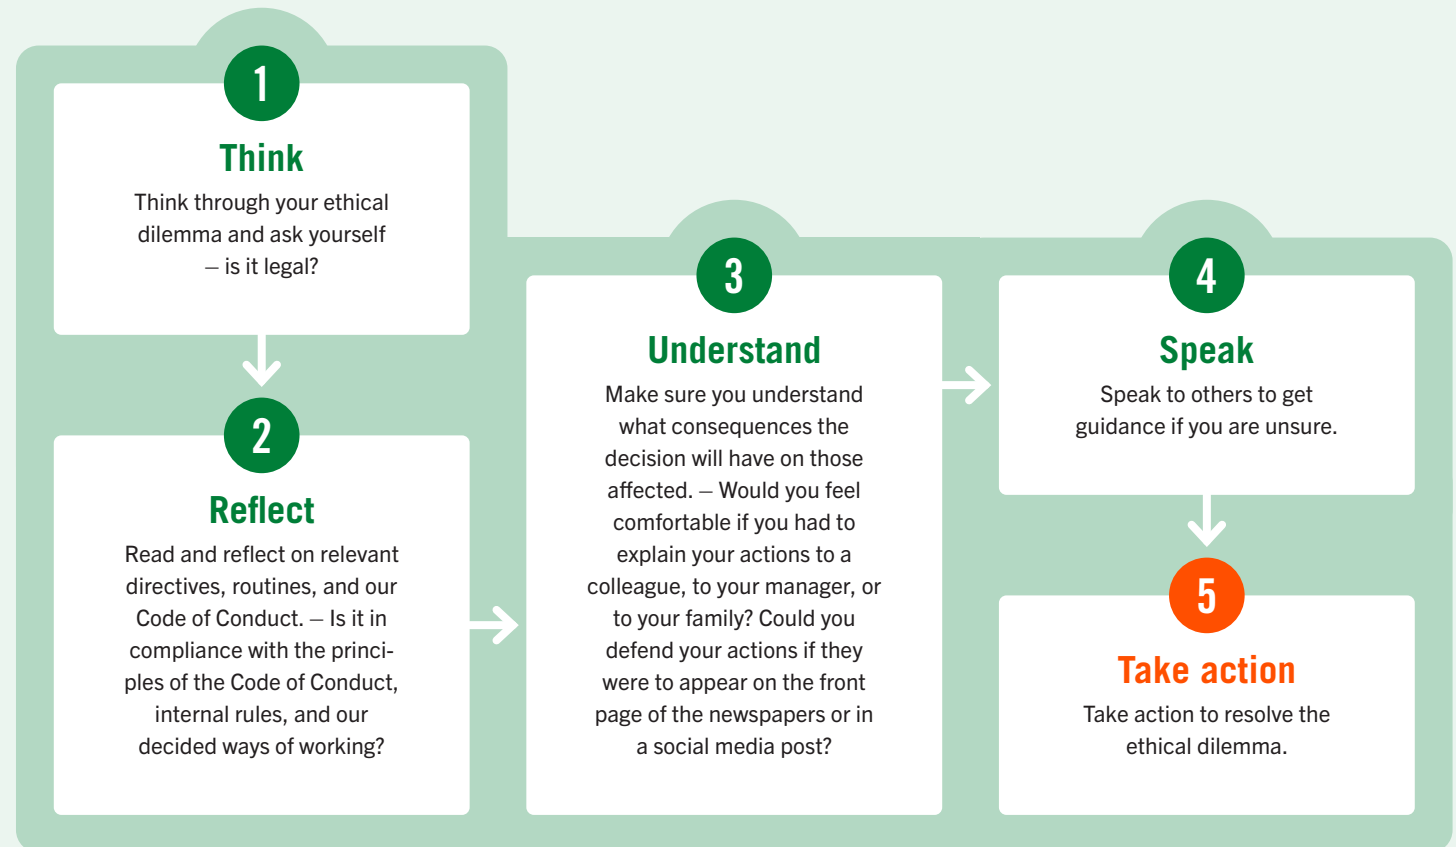 1
Think
Think through your ethical
dilemma and ask yourself
– is it legal?
2
Reflect
Read and reflect on relevant
directives, routines, and our
Code of Conduct. – Is it in
compliance with the princi-
ples of the Code of Conduct,
internal rules, and our
decided ways of working?
3
Understand
Make sure you understand
what consequences the
decision will have on those
affected. – Would you feel
comfortable if you had to
explain your actions to a
colleague, to your manager, or
to your family? Could you
defend your actions if they
were to appear on the front
page of the newspapers or in
a social media post?
4
Speak
Speak to others to get
guidance if you are unsure.
5
Take action
Take action to resolve the
ethical dilemma.